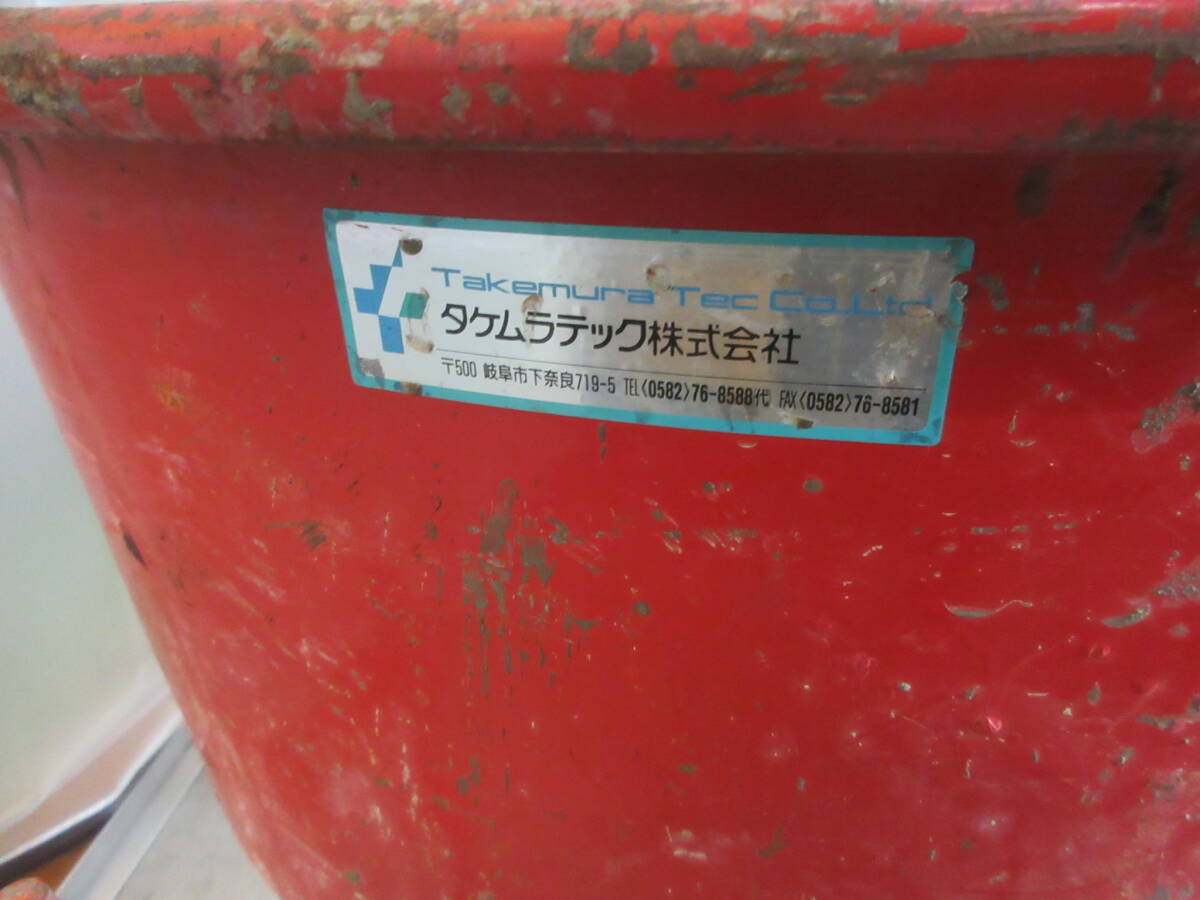 Takemura Tec Co.Ltd
タケムラテック株式会社
〒500 岐阜市下奈良719-5 TEL〈0582〉76-8588代 FAX〈0582〉76-8581